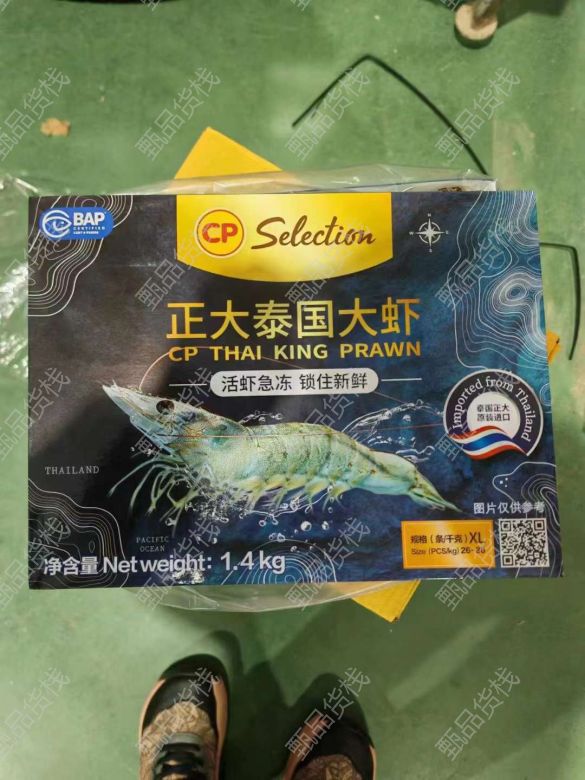 BAP
CERTIFIED
CP Selection
正大泰国大虾
CP THAI KING PRAWN
活虾急冻 锁住新鲜
Imported from Thailand
泰国正大
原装进口
THAILAND
PACIFIC
OCEAN
图片仅供参考
规格(条/千克) XL
Size (PCS/kg) 26-28
净含量 Net weight: 1.4kg
甄品货栈